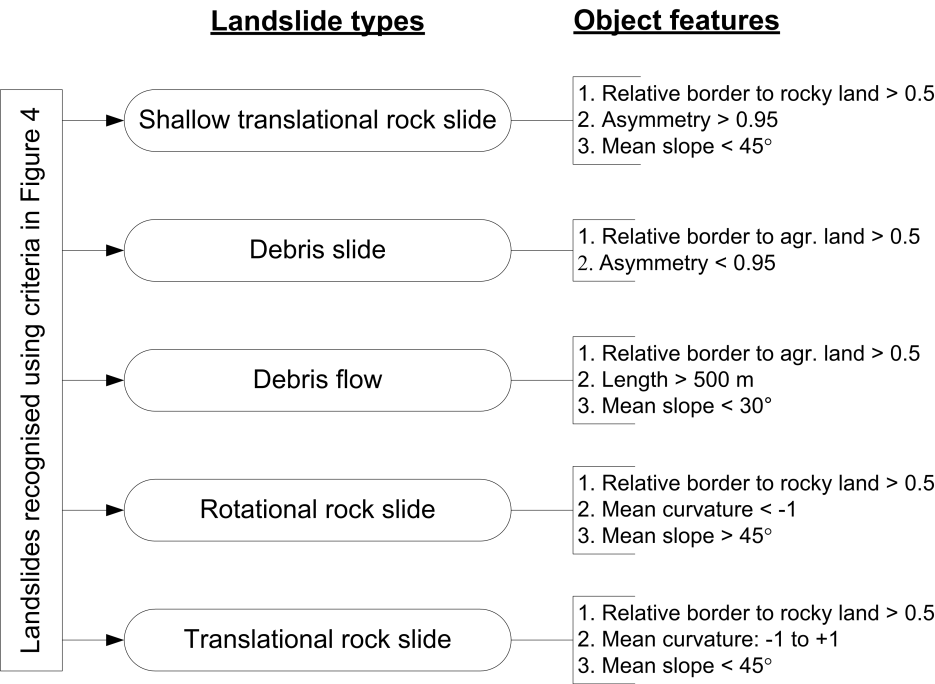 Landslide types
Object features
Landslides recognised using criteria in Figure 4
Shallow translational rock slide
1. Relative border to rocky land > 0.5
2. Asymmetry > 0.95
3. Mean slope < 45°
Debris slide
1. Relative border to agr. land > 0.5
2. Asymmetry < 0.95
Debris flow
1. Relative border to agr. land > 0.5
2. Length > 500 m
3. Mean slope < 30°
Rotational rock slide
1. Relative border to rocky land > 0.5
2. Mean curvature < -1
3. Mean slope > 45°
Translational rock slide
1. Relative border to rocky land > 0.5
2. Mean curvature: -1 to +1
3. Mean slope < 45°